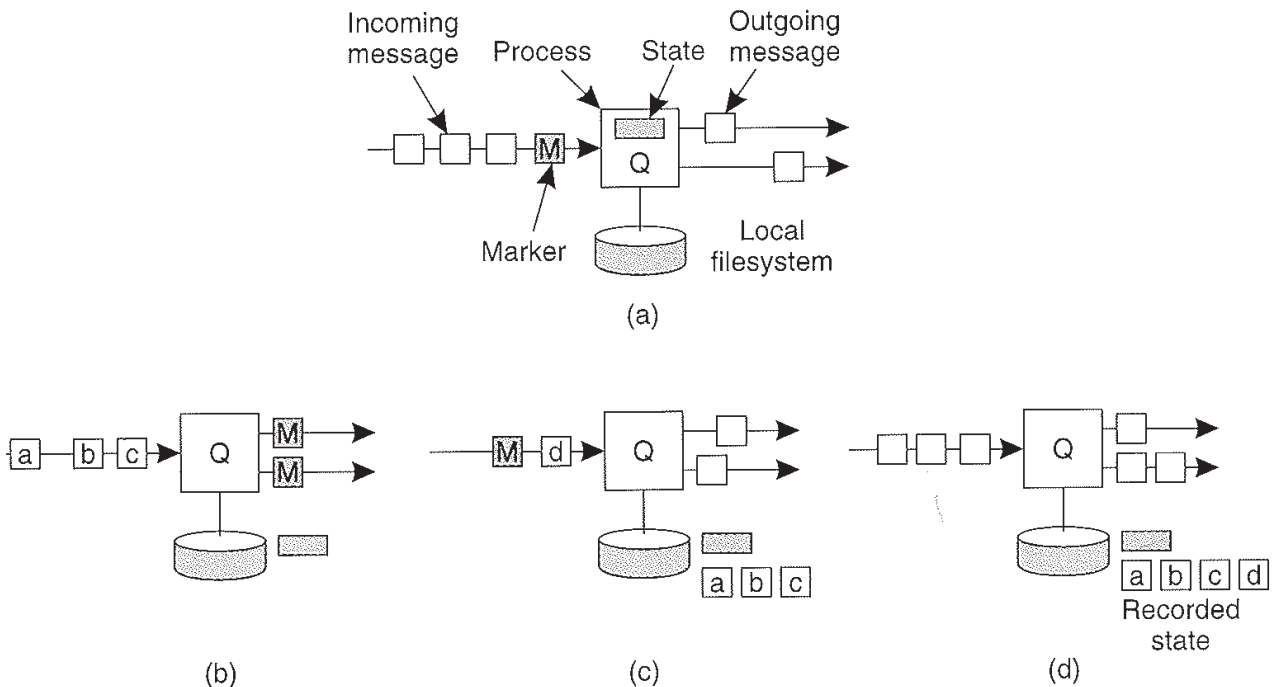 Incoming message
Process
State
Outgoing message
M
Q
Marker
Local filesystem
(a)
a b c
Q
M
M
(b)
M d
Q
a b c
(c)
Q
a b c d
Recorded state
(d)